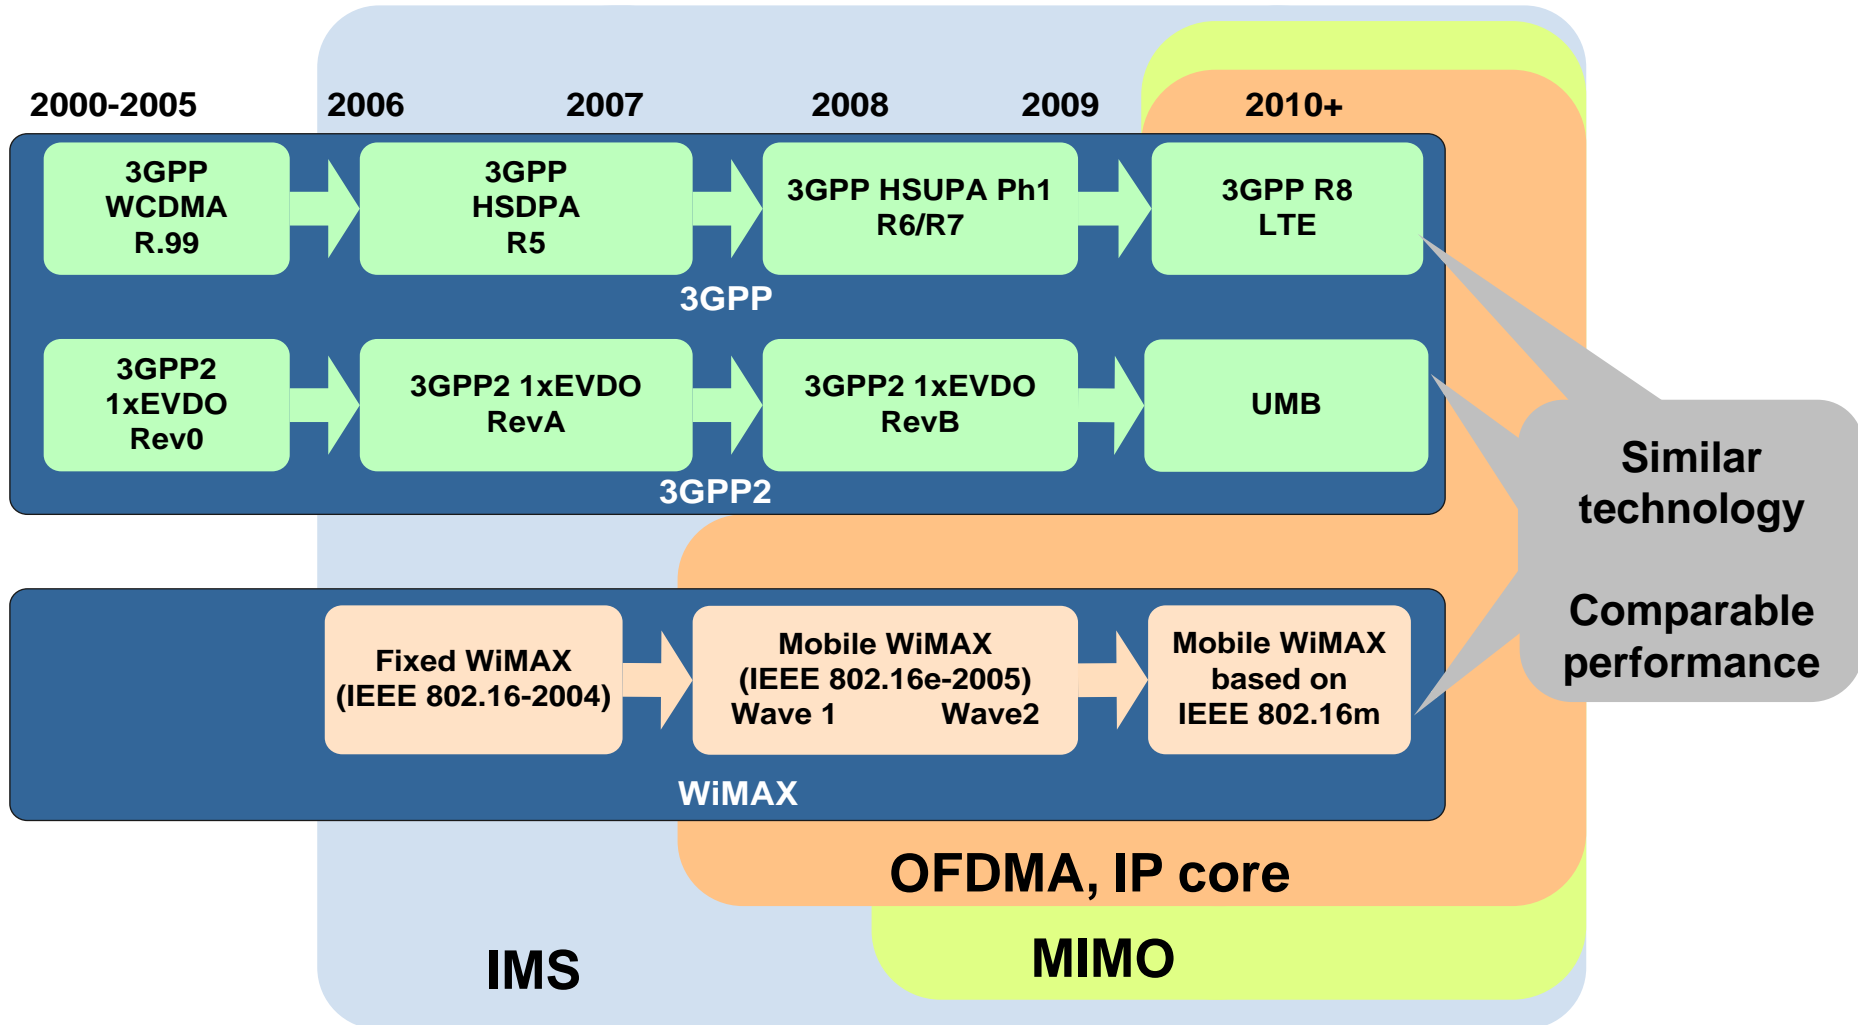 2000-2005 2006 2007 2008 2009 2010+
3GPP
WCDMA
R.99
3GPP
HSDPA
R5
3GPP HSUPA Ph1
R6/R7
3GPP R8
LTE
3GPP
3GPP2
1xEVDO
Rev0
3GPP2 1xEVDO
RevA
3GPP2 1xEVDO
RevB
UMB
3GPP2
Similar
technology
Comparable
performance
Fixed WiMAX
(IEEE 802.16-2004)
Mobile WiMAX
(IEEE 802.16e-2005)
Wave 1 Wave2
Mobile WiMAX
based on
IEEE 802.16m
WiMAX
OFDMA, IP core
MIMO
IMS